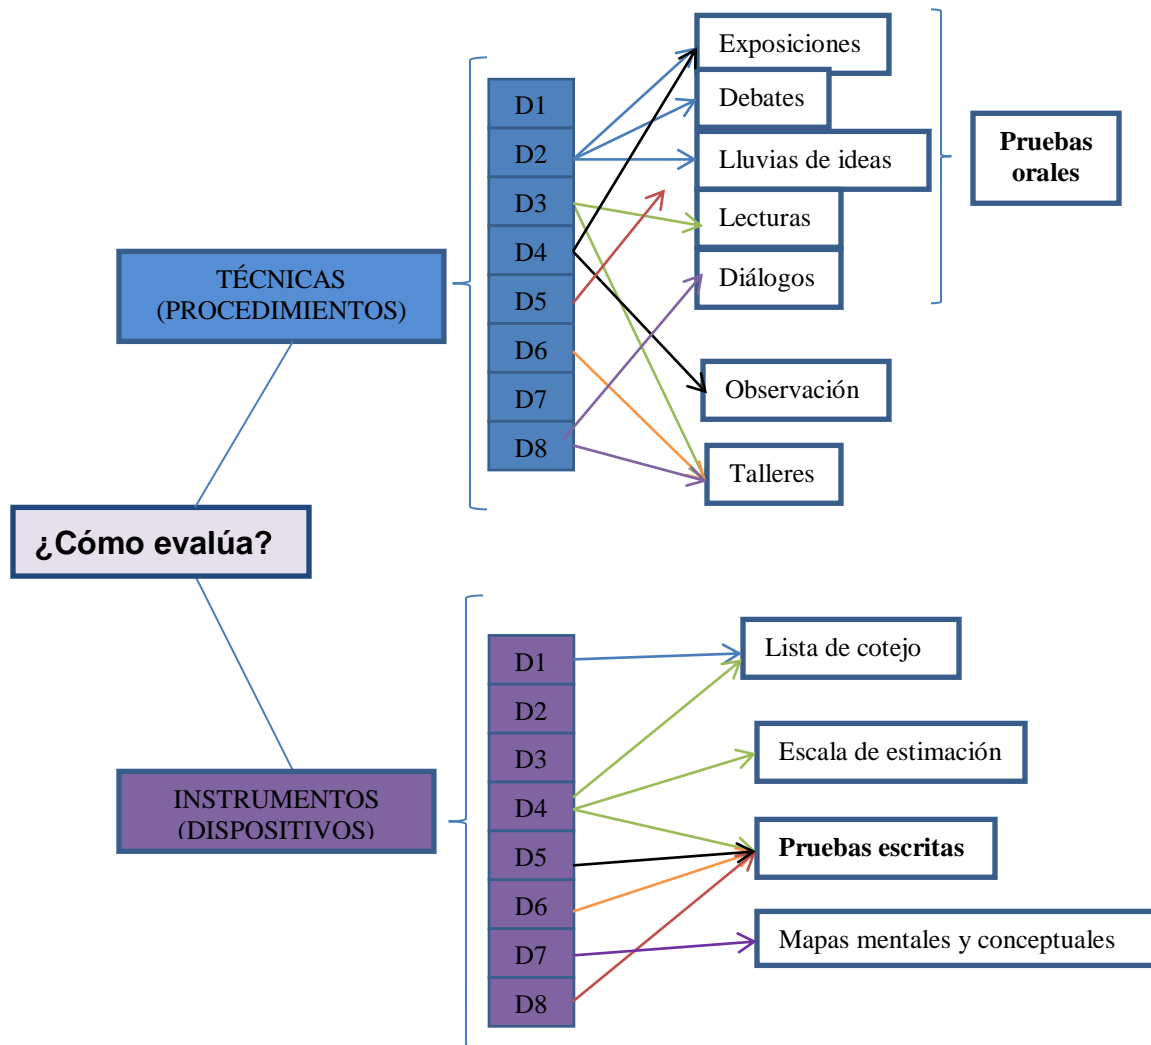 Exposiciones
Debates
Lluvias de ideas
Lecturas
Diálogos
Pruebas
orales
D1
D2
D3
D4
D5
D6
D7
D8
TÉCNICAS
(PROCEDIMIENTOS)
Observación
Talleres
¿Cómo evalúa?
D1
D2
D3
D4
D5
D6
D7
D8
INSTRUMENTOS
(DISPOSITIVOS)
Lista de cotejo
Escala de estimación
Pruebas escritas
Mapas mentales y conceptuales